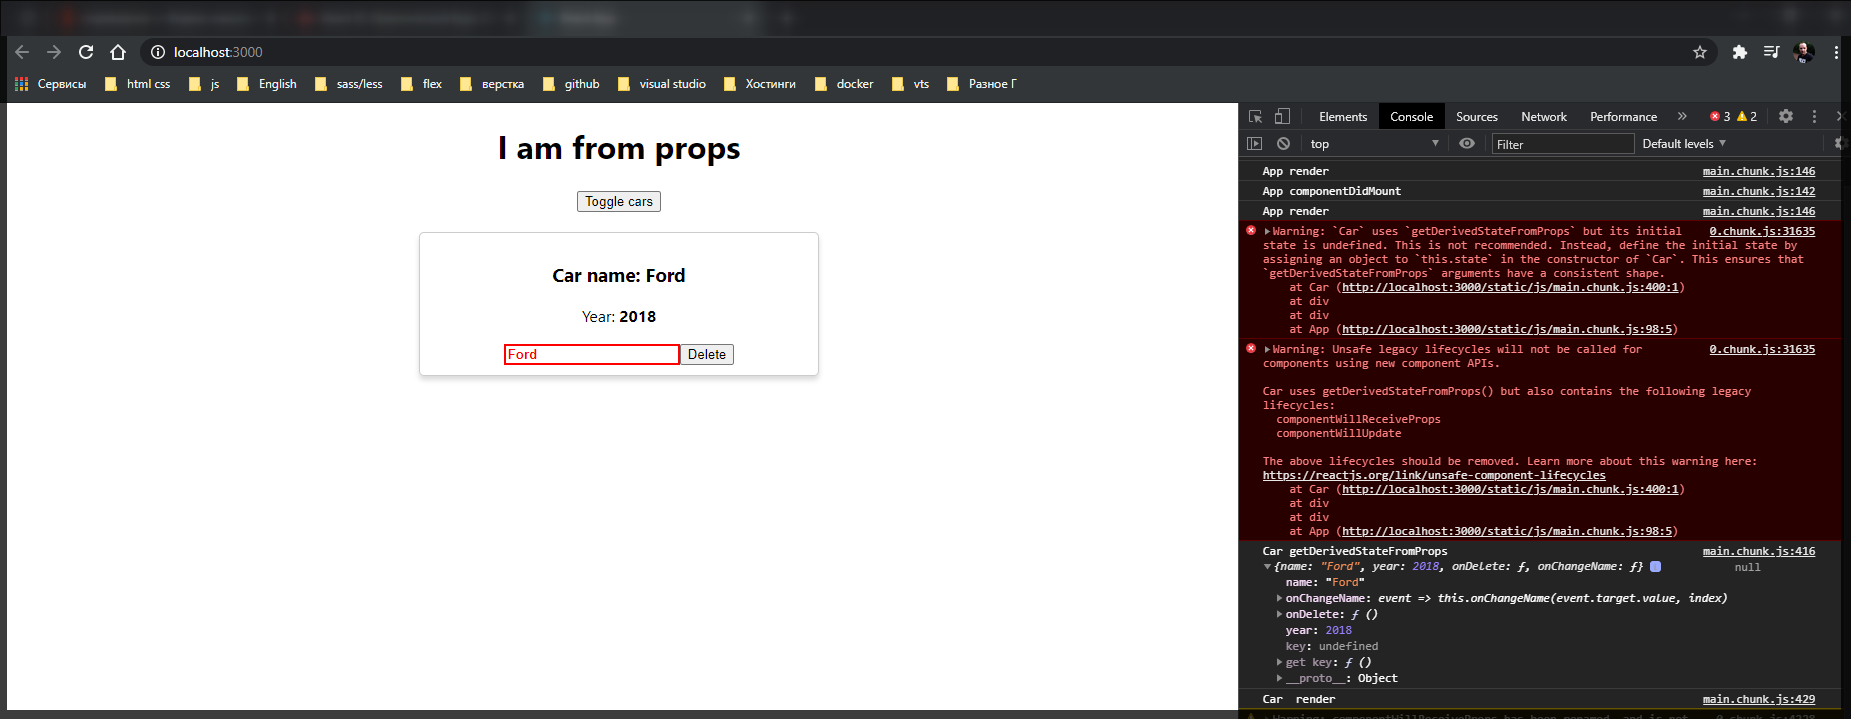 localhost:3000
Сервисы html css js English sass/less flex верстка github visual studio Хостинги docker vts Разное Г
I am from props
Toggle cars
Car name: Ford
Year: 2018
Ford Delete
Elements Console Sources Network Performance » 3 2
top Filter Default levels
App render main.chunk.js:146
App componentDidMount main.chunk.js:142
App render main.chunk.js:146
Warning: `Car` uses `getDerivedStateFromProps` but its initial 0.chunk.js:31635
state is undefined. This is not recommended. Instead, define the initial state by
assigning an object to `this.state` in the constructor of `Car`. This ensures that
`getDerivedStateFromProps` arguments have a consistent shape.
at Car (http://localhost:3000/static/js/main.chunk.js:400:1)
at div
at div
at App (http://localhost:3000/static/js/main.chunk.js:98:5)
Warning: Unsafe legacy lifecycles will not be called for 0.chunk.js:31635
components using new component APIs.
Car uses getDerivedStateFromProps() but also contains the following legacy
lifecycles:
componentWillReceiveProps
componentWillUpdate
The above lifecycles should be removed. Learn more about this warning here:
https://reactjs.org/link/unsafe-component-lifecycles
at Car (http://localhost:3000/static/js/main.chunk.js:400:1)
at div
at div
at App (http://localhost:3000/static/js/main.chunk.js:98:5)
Car getDerivedStateFromProps main.chunk.js:416
{name: "Ford", year: 2018, onDelete: ƒ, onChangeName: ƒ} null
name: "Ford"
onChangeName: event => this.onChangeName(event.target.value, index)
onDelete: ƒ ()
year: 2018
key: undefined
get key: ƒ ()
__proto__: Object
Car render main.chunk.js:429